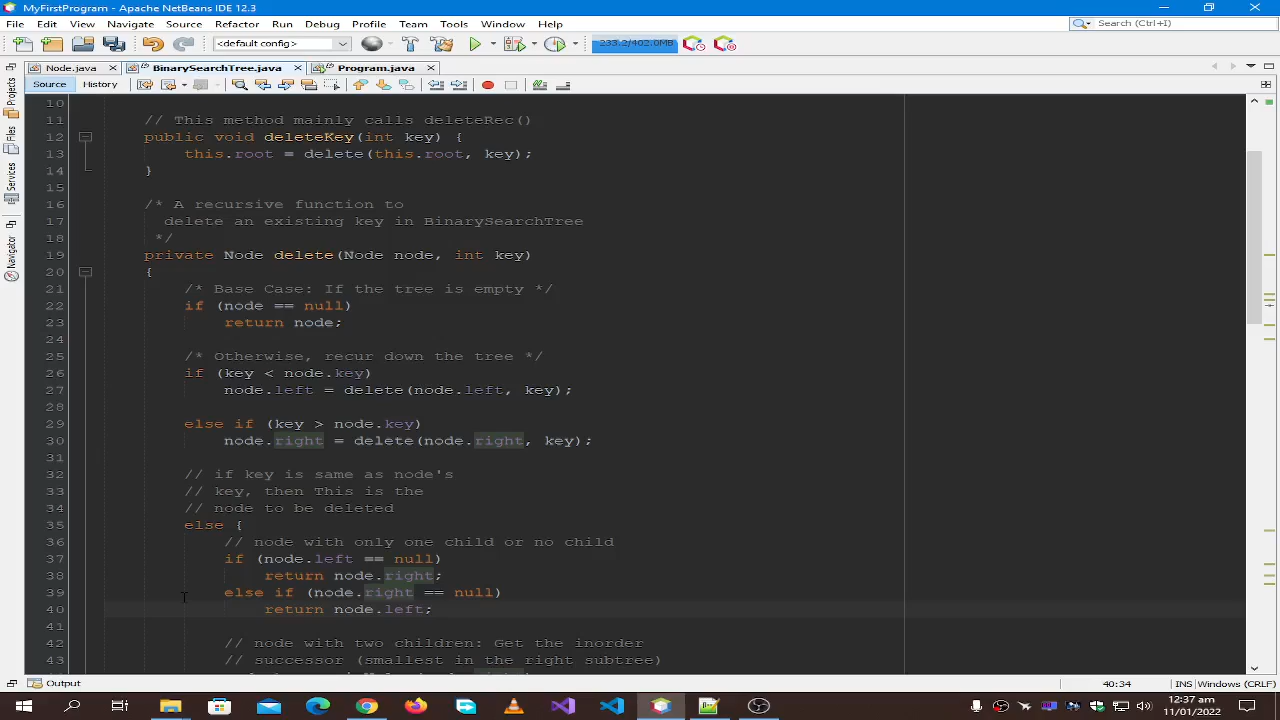 MyFirstProgram - Apache NetBeans IDE 12.3
File Edit View Navigate Source Refactor Run Debug Profile Team Tools Window Help
Search (Ctrl+I)
<default config>
233.2/402.0MB
Node.java BinarySearchTree.java Program.java
Source History
Projects
Files
Services
Navigator
10
11 // This method mainly calls deleteRec()
12 public void deleteKey(int key) {
13 this.root = delete(this.root, key);
14 }
15
16 /* A recursive function to
17 delete an existing key in BinarySearchTree
18 */
19 private Node delete(Node node, int key)
20 {
21 /* Base Case: If the tree is empty */
22 if (node == null)
23 return node;
24
25 /* Otherwise, recur down the tree */
26 if (key < node.key)
27 node.left = delete(node.left, key);
28
29 else if (key > node.key)
30 node.right = delete(node.right, key);
31
32 // if key is same as node's
33 // key, then This is the
34 // node to be deleted
35 else {
36 // node with only one child or no child
37 if (node.left == null)
38 return node.right;
39 else if (node.right == null)
40 return node.left;
41
42 // node with two children: Get the inorder
43 // successor (smallest in the right subtree)
Output
40:34 INS Windows (CRLF)
12:37 AM
11/01/2022